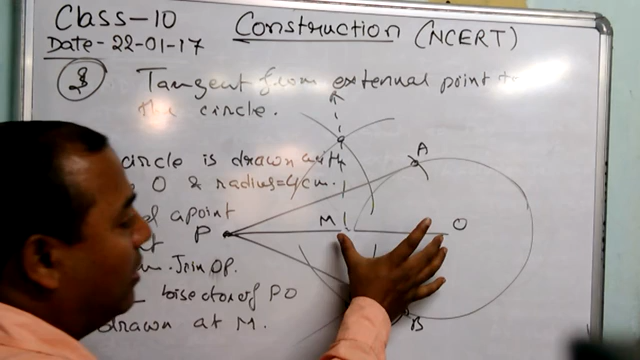 Class-10
Construction (NCERT)
Date-22-01-17
Tangent from external point to
the circle.
circle is drawn with
O & radius=4cm.
a point
Join OP.
bisector of PO
drawn at M.
A
M
O
P
B